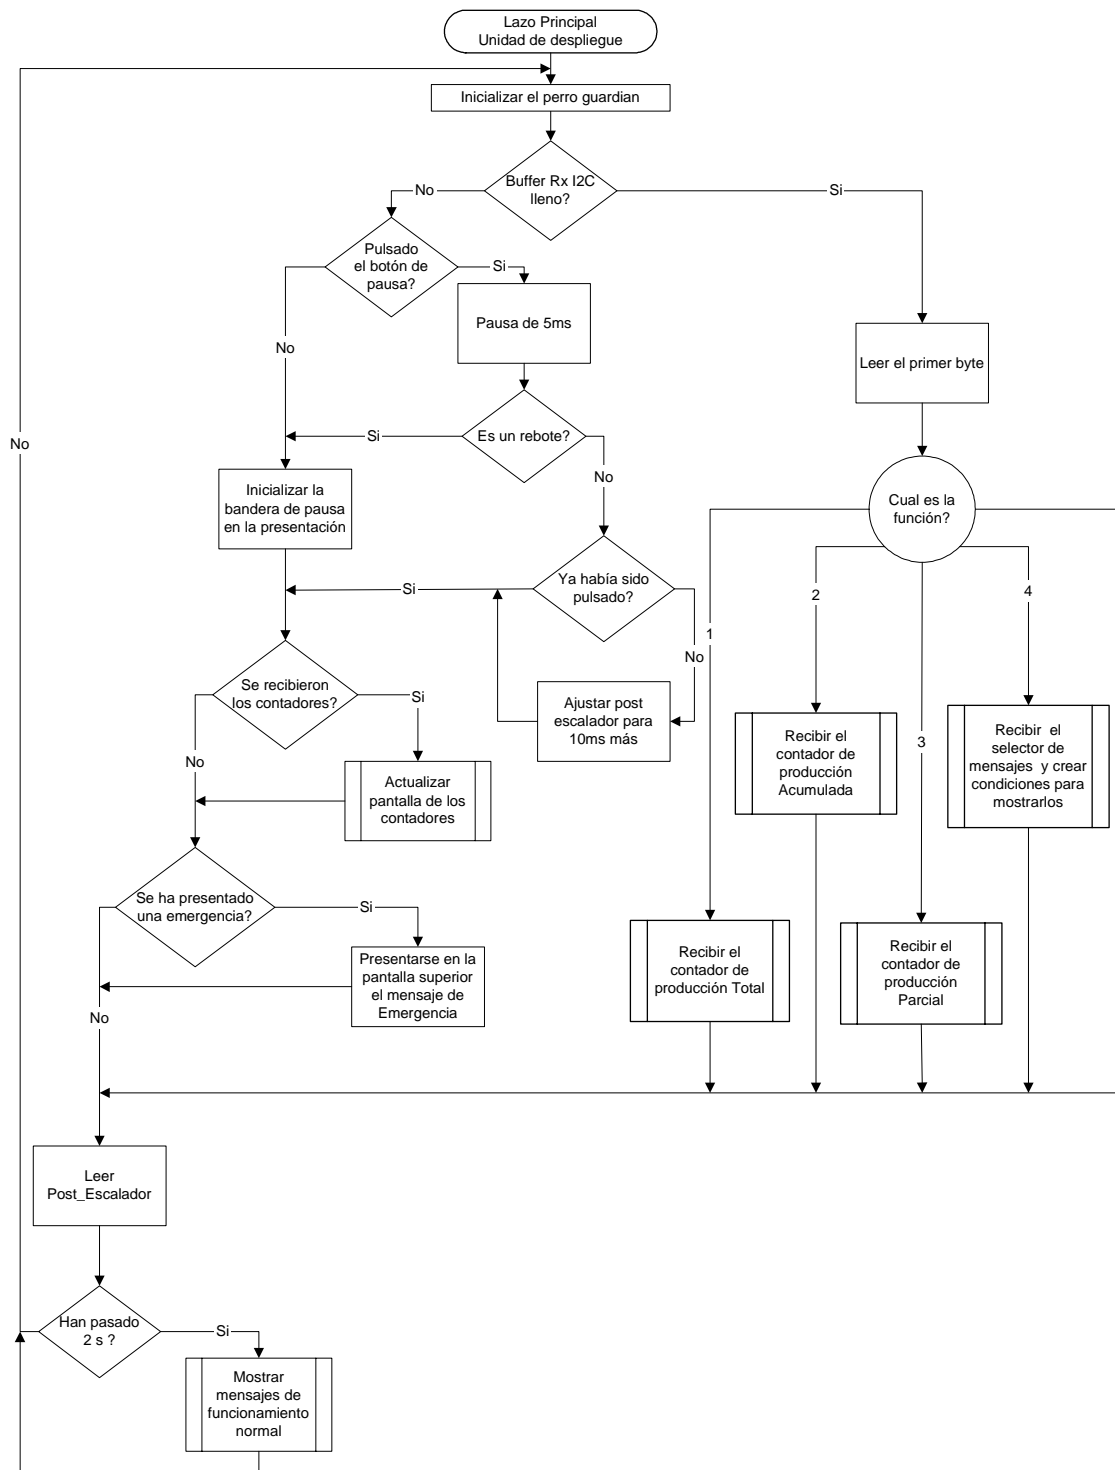 Lazo Principal
Unidad de despliegue
Inicializar el perro guardian
Buffer Rx I2C
lleno?
No
Si
Pulsado
el botón de
pausa?
Si
Pausa de 5ms
No
Leer el primer byte
No
Es un rebote?
Si
No
Inicializar la
bandera de pausa
en la presentación
Cual es la
función?
Ya había sido
pulsado?
Si
No
1
2
3
4
Ajustar post
escalador para
10ms más
Se recibieron
los contadores?
Si
No
Actualizar
pantalla de los
contadores
Recibir el
contador de
producción
Acumulada
Recibir el
selector de
mensajes y crear
condiciones para
mostrarlos
Se ha presentado
una emergencia?
Si
No
Presentarse en la
pantalla superior
el mensaje de
Emergencia
Recibir el
contador de
producción Total
Recibir el
contador de
producción
Parcial
Leer
Post_Escalador
Han pasado
2 s ?
Si
Mostrar
mensajes de
funcionamiento
normal